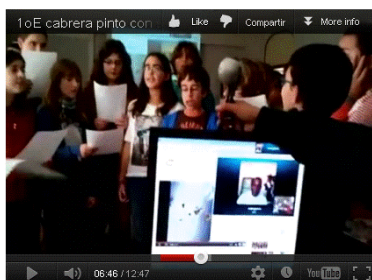 1oE cabrera pinto con
Like
Compartir
More info
06:46 / 12:47
YouTube